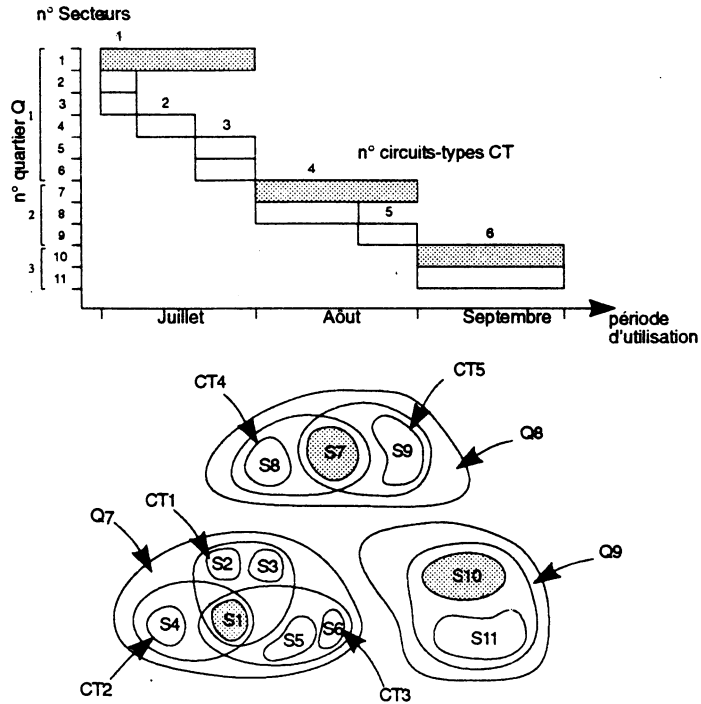 n° Secteurs
1
1
2
3
2
4
3
5
n° circuits-types CT
6
4
7
8
5
9
6
10
11
n° quartier Q
1
2
3
Juillet
Aôut
Septembre
période
d'utilisation
CT4
CT5
Q8
S8
S7
S9
Q7
CT1
Q9
S2
S3
S10
S4
S1
S5
S6
S11
CT2
CT3